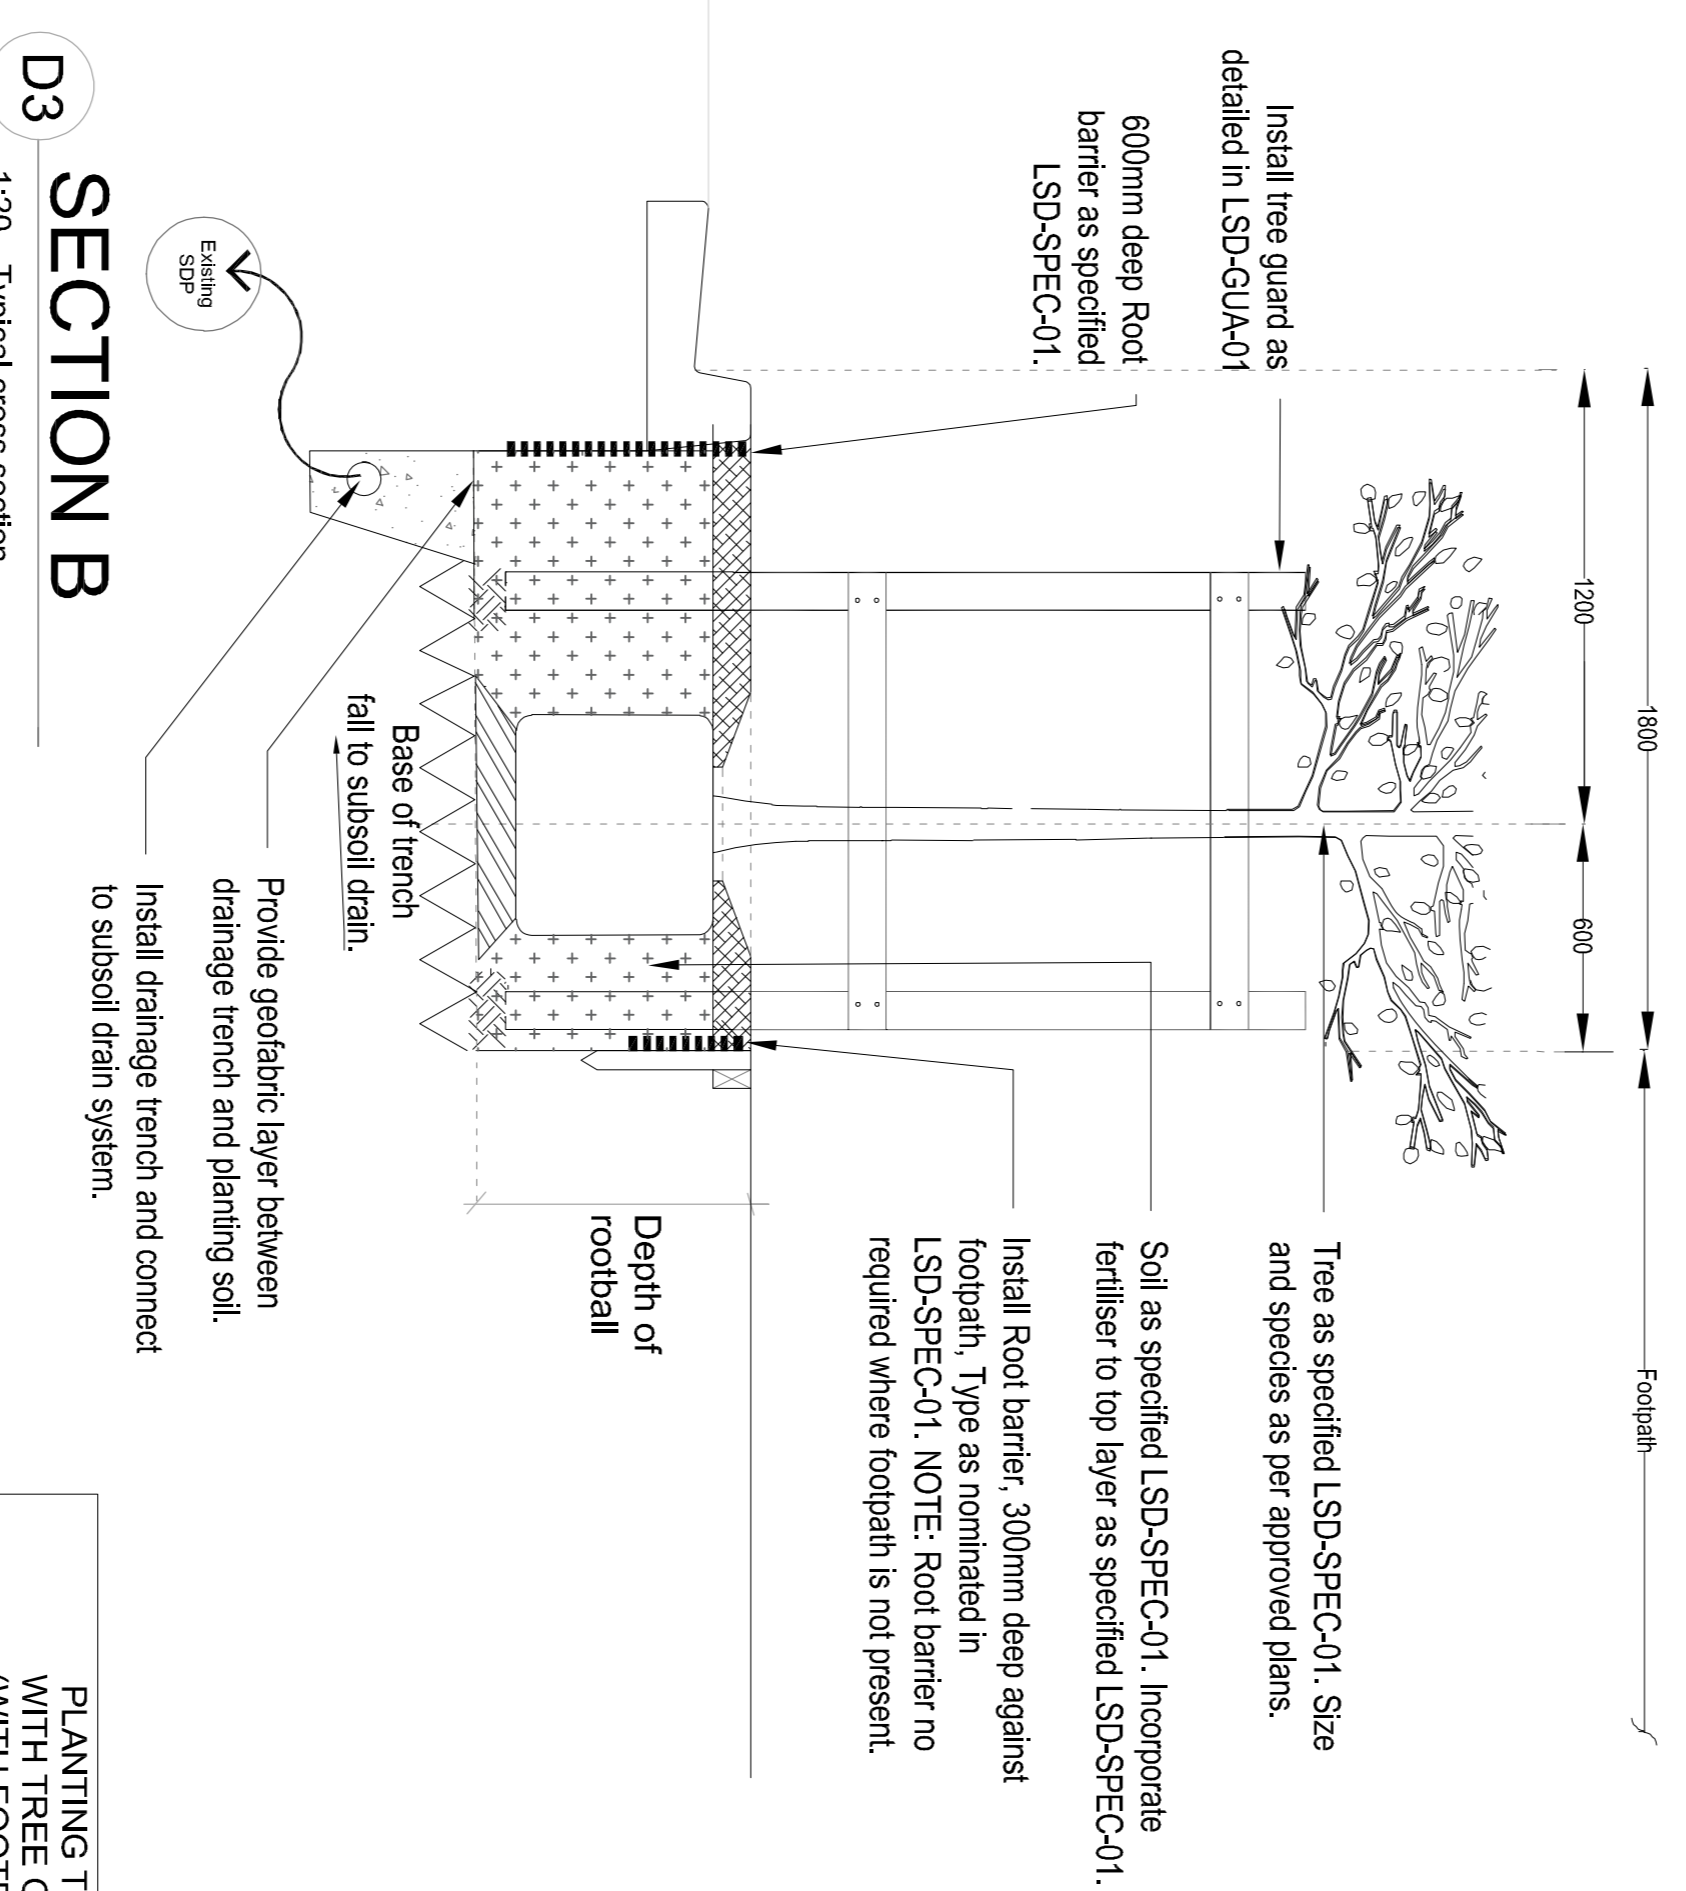 1800
Footpath
1200
600
Install tree guard as
detailed in LSD-GUA-01
600mm deep Root
barrier as specified
LSD-SPEC-01.
Tree as specified LSD-SPEC-01. Size
and species as per approved plans.
Soil as specified LSD-SPEC-01. Incorporate
fertiliser to top layer as specified LSD-SPEC-01.
Install Root barrier, 300mm deep against
footpath, Type as nominated in
LSD-SPEC-01. NOTE: Root barrier no
required where footpath is not present.
Depth of
rootball
Base of trench
fall to subsoil drain.
Existing
SDP
Provide geofabric layer between
drainage trench and planting soil.
Install drainage trench and connect
to subsoil drain system.
D3
SECTION B
1:20 Typical cross section
PLANTING T
WITH TREE